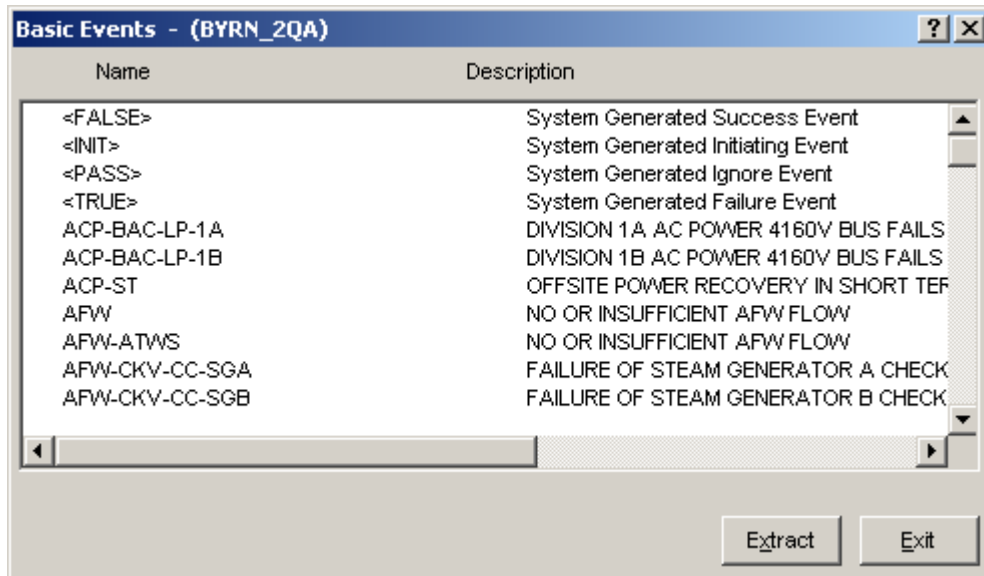 Basic Events - (BYRN_2QA)
Name Description
<FALSE> System Generated Success Event
<INIT> System Generated Initiating Event
<PASS> System Generated Ignore Event
<TRUE> System Generated Failure Event
ACP-BAC-LP-1A DIVISION 1A AC POWER 4160V BUS FAILS
ACP-BAC-LP-1B DIVISION 1B AC POWER 4160V BUS FAILS
ACP-ST OFFSITE POWER RECOVERY IN SHORT TER
AFW NO OR INSUFFICIENT AFW FLOW
AFW-ATWS NO OR INSUFFICIENT AFW FLOW
AFW-CKV-CC-SGA FAILURE OF STEAM GENERATOR A CHECK
AFW-CKV-CC-SGB FAILURE OF STEAM GENERATOR B CHECK
Extract Exit